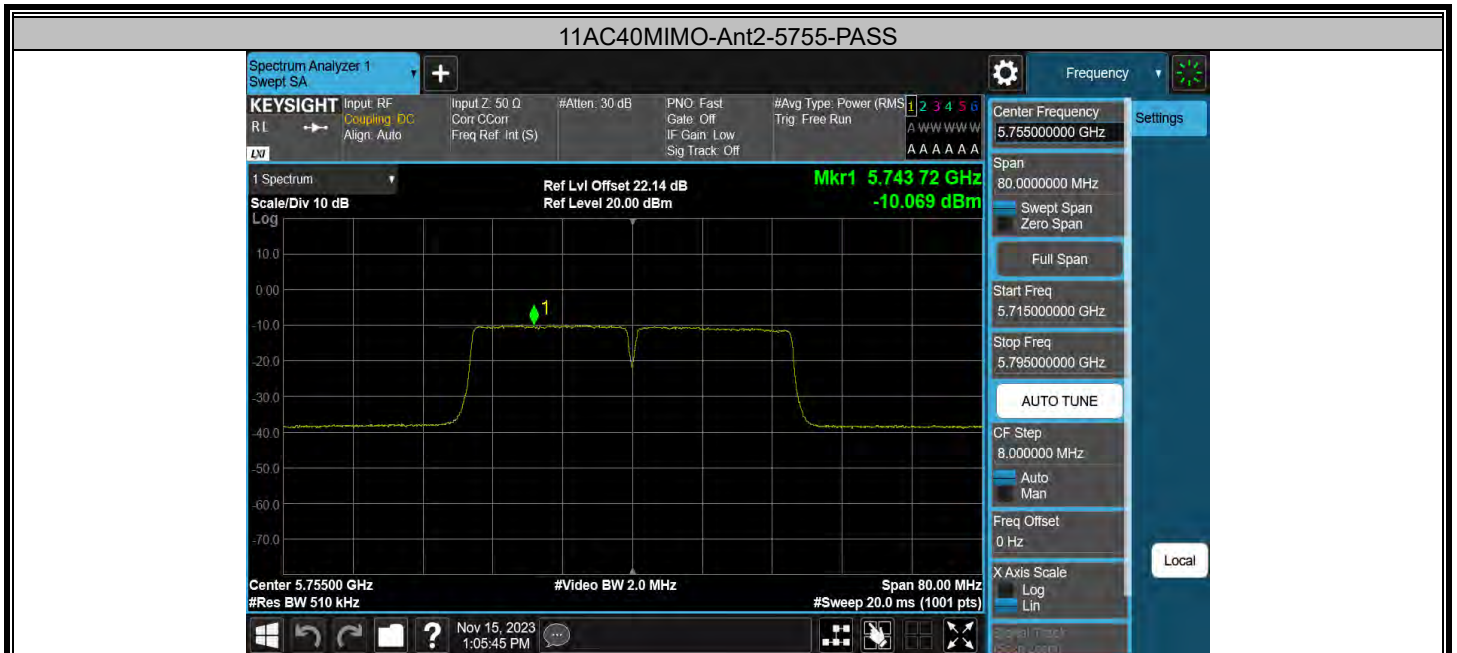 11AC40MIMO-Ant2-5755-PASS
Spectrum Analyzer 1
Swept SA
Frequency
KEYSIGHT
RL
LXI
Input: RF
Coupling: DC
Align: Auto
Input Z: 50 Ω
Corr CCorr
Freq Ref: Int (S)
#Atten: 30 dB
PNO: Fast
Gate: Off
IF Gain: Low
Sig Track: Off
#Avg Type: Power (RMS
Trig: Free Run
1 2 3 4 5 6
A W W W W W
A A A A A A
1 Spectrum
Scale/Div 10 dB
Ref Lvl Offset 22.14 dB
Ref Level 20.00 dBm
Mkr1 5.743 72 GHz
-10.069 dBm
Log
10.0
0.00
-10.0
-20.0
-30.0
-40.0
-50.0
-60.0
-70.0
1
Center 5.75500 GHz
#Res BW 510 kHz
#Video BW 2.0 MHz
Span 80.00 MHz
#Sweep 20.0 ms (1001 pts)
Center Frequency
5.755000000 GHz
Settings
Span
80.0000000 MHz
Swept Span
Zero Span
Full Span
Start Freq
5.715000000 GHz
Stop Freq
5.795000000 GHz
AUTO TUNE
CF Step
8.000000 MHz
Auto
Man
Freq Offset
0 Hz
X Axis Scale
Log
Lin
Local
Signal Track
(Span Zoom)
?
Nov 15, 2023
1:05:45 PM